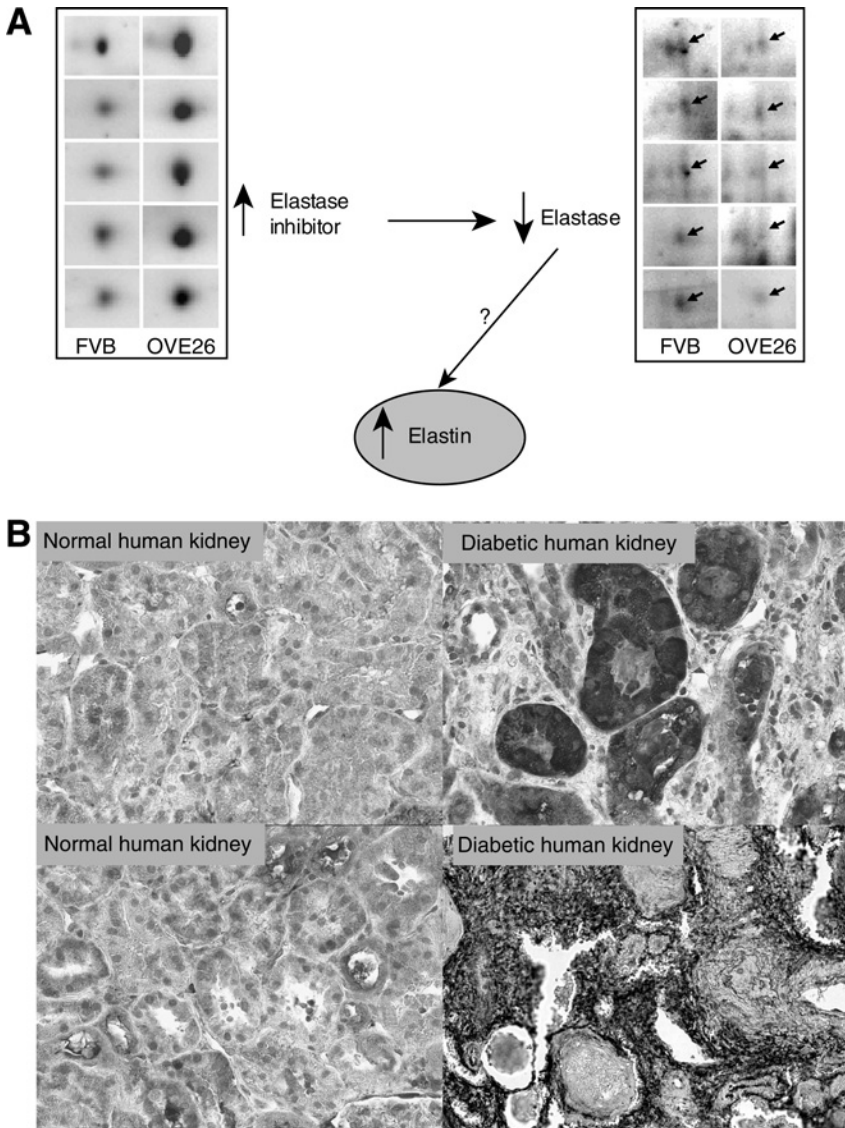 A
FVB OVE26
Elastase
inhibitor
Elastase
FVB OVE26
?
Elastin
B
Normal human kidney
Diabetic human kidney
Normal human kidney
Diabetic human kidney